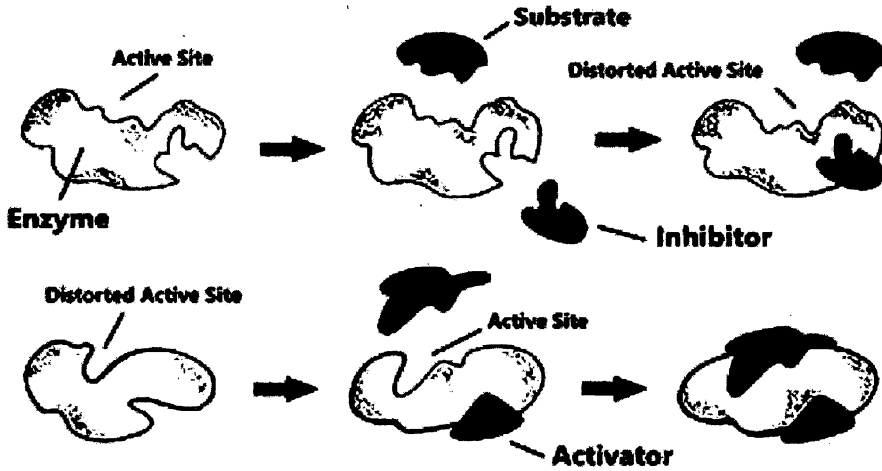 Substrate
Active Site
Distorted Active Site
Enzyme
Inhibitor
Distorted Active Site
Active Site
Activator